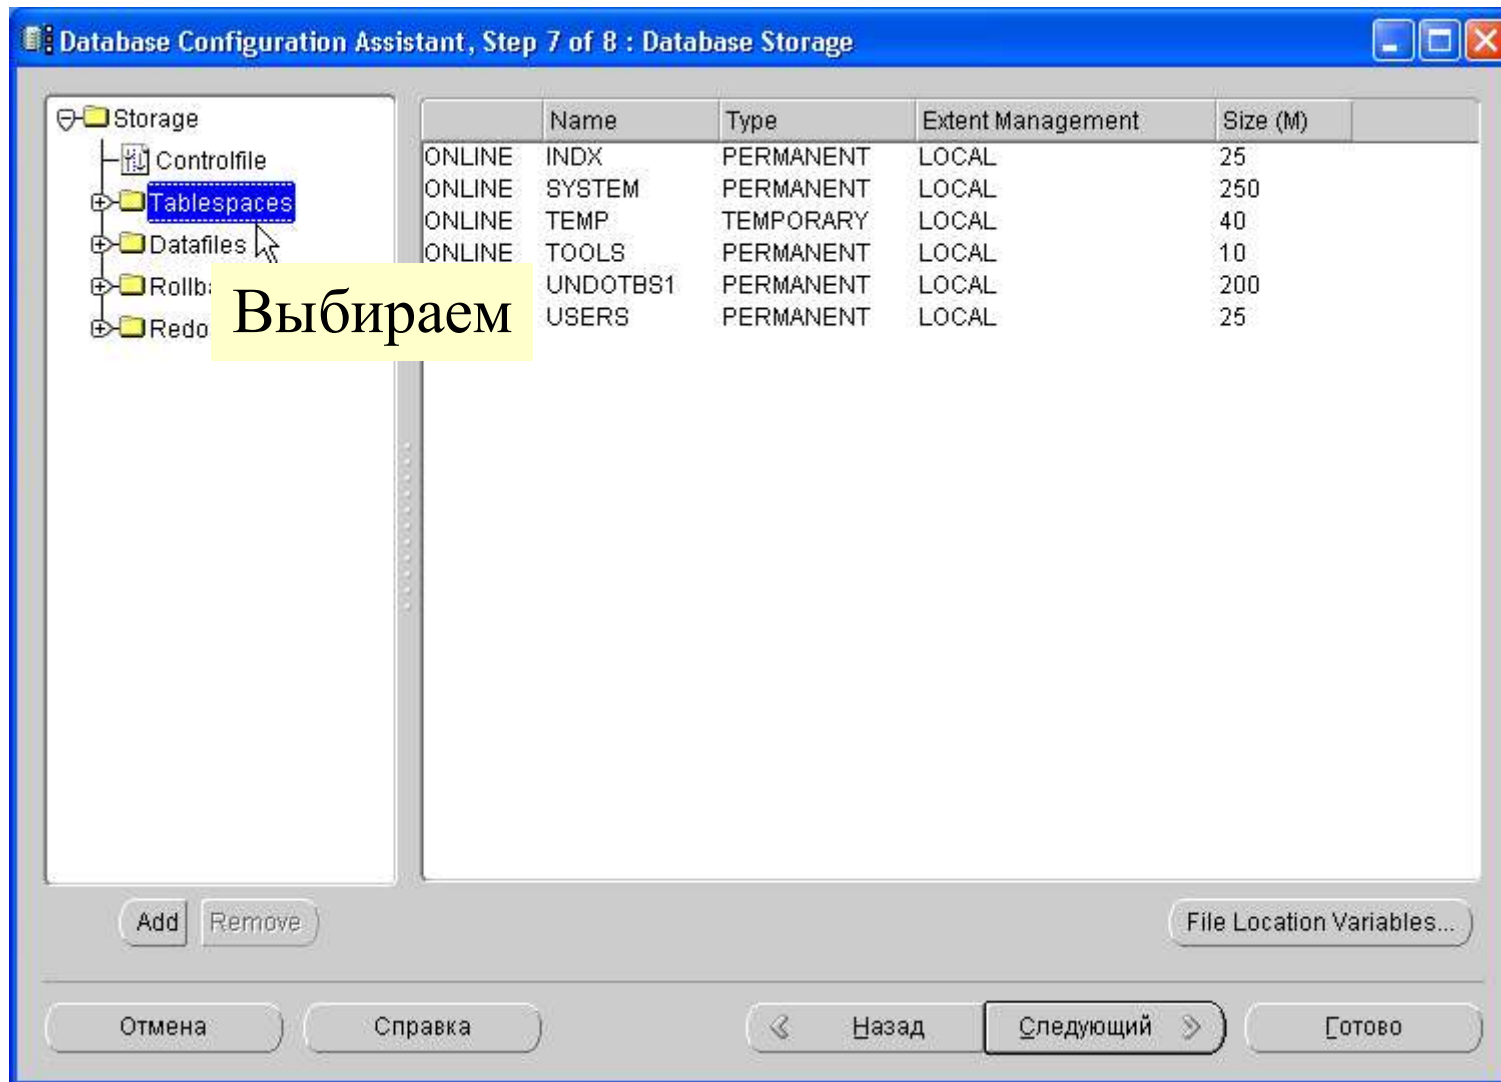 Database Configuration Assistant, Step 7 of 8 : Database Storage
Storage
Controlfile
Tablespaces
Datafiles
Rollb
Redo
Выбираем
Name Type Extent Management Size (M)
ONLINE INDX PERMANENT LOCAL 25
ONLINE SYSTEM PERMANENT LOCAL 250
ONLINE TEMP TEMPORARY LOCAL 40
ONLINE TOOLS PERMANENT LOCAL 10
UNDOTBS1 PERMANENT LOCAL 200
USERS PERMANENT LOCAL 25
Add Remove File Location Variables...
Отмена Справка Назад Следующий Готово